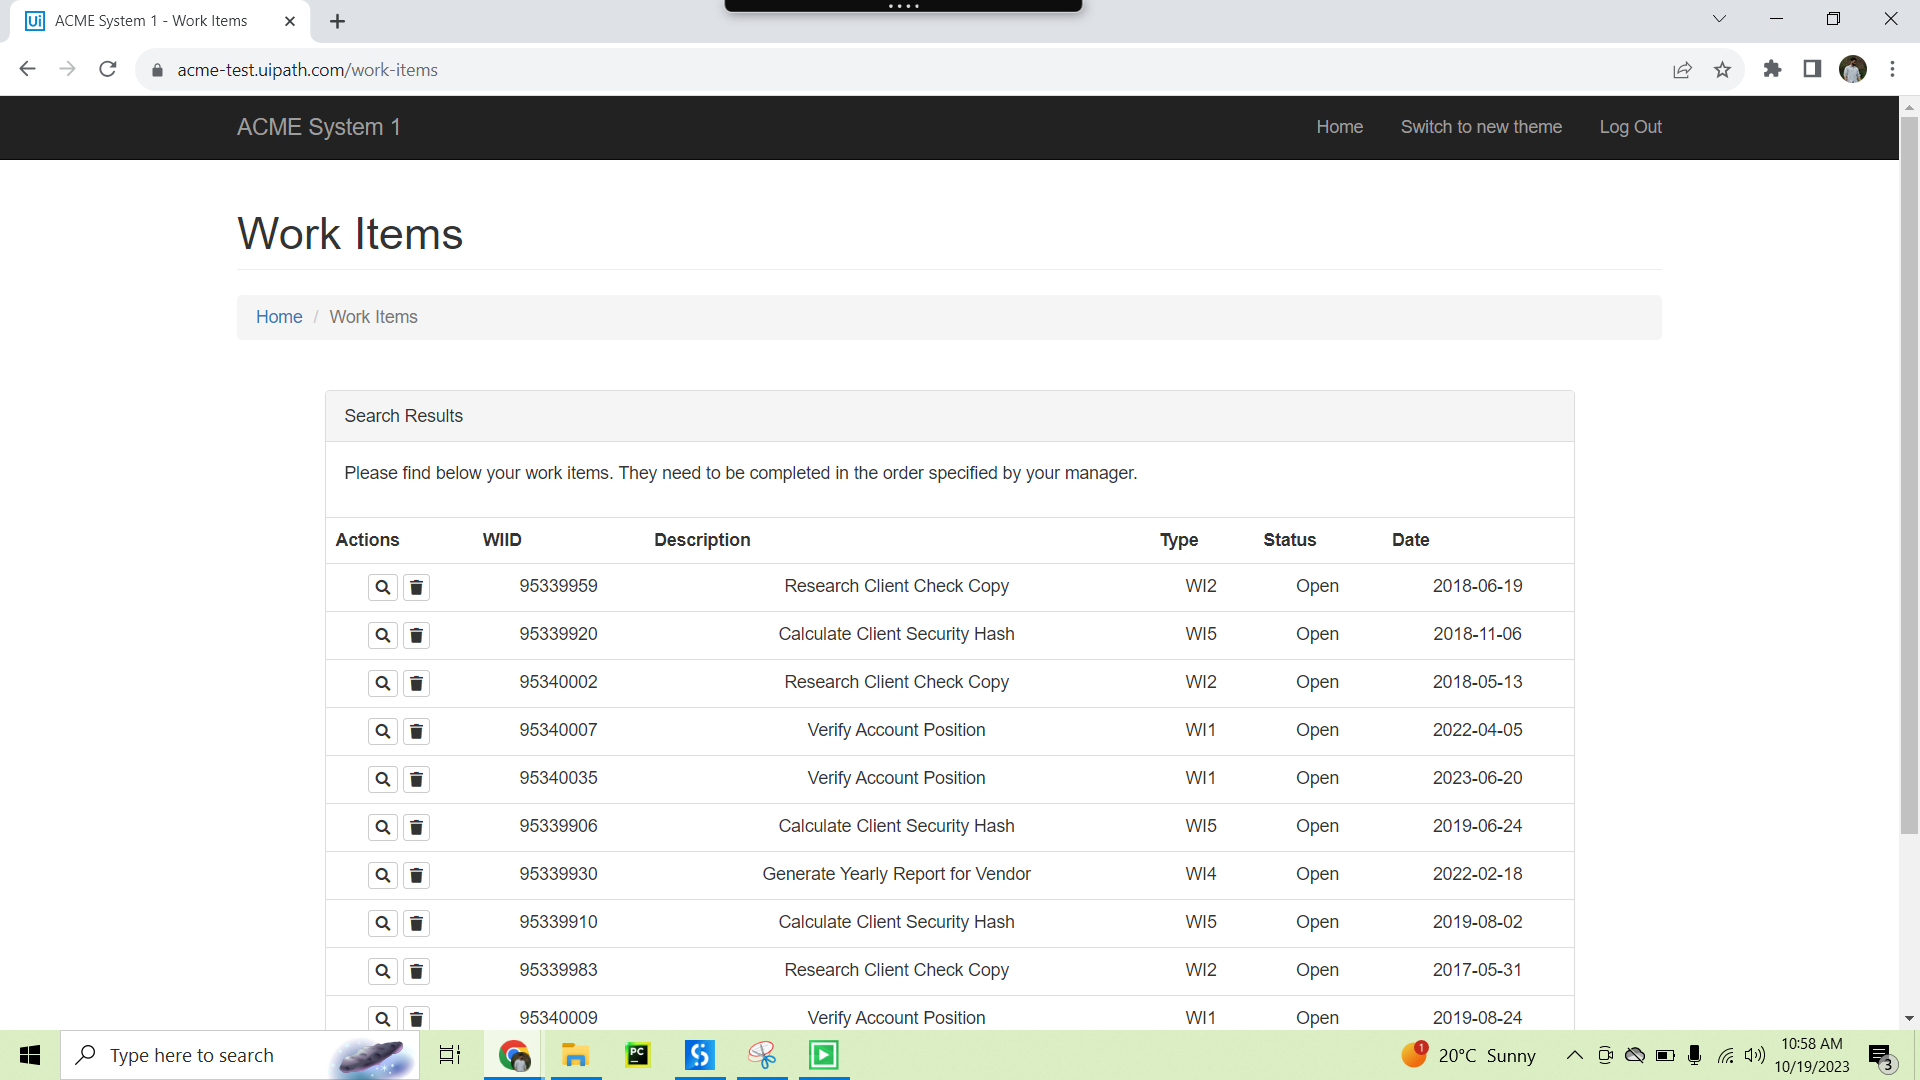 ACME System 1 - Work Items
acme-test.uipath.com/work-items
ACME System 1 Home Switch to new theme Log Out
Work Items
Home / Work Items
Search Results
Please find below your work items. They need to be completed in the order specified by your manager.
Actions WIID Description Type Status Date
95339959 Research Client Check Copy WI2 Open 2018-06-19
95339920 Calculate Client Security Hash WI5 Open 2018-11-06
95340002 Research Client Check Copy WI2 Open 2018-05-13
95340007 Verify Account Position WI1 Open 2022-04-05
95340035 Verify Account Position WI1 Open 2023-06-20
95339906 Calculate Client Security Hash WI5 Open 2019-06-24
95339930 Generate Yearly Report for Vendor WI4 Open 2022-02-18
95339910 Calculate Client Security Hash WI5 Open 2019-08-02
95339983 Research Client Check Copy WI2 Open 2017-05-31
95340009 Verify Account Position WI1 Open 2019-08-24
Type here to search
PC
1
20°C Sunny
10:58 AM
10/19/2023
3